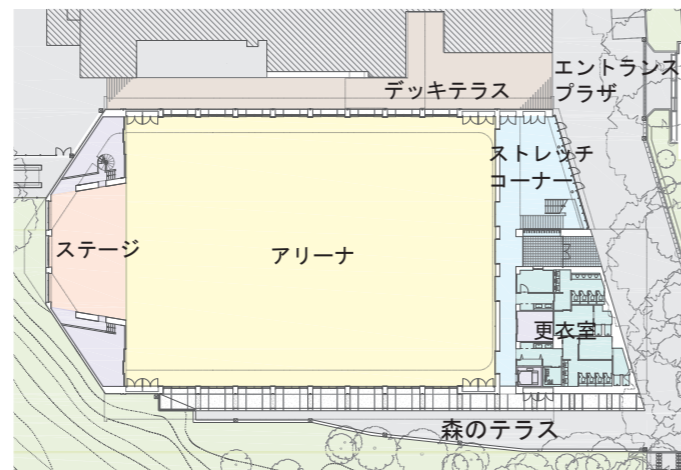 エントランス
プラザ
デッキテラス
ストレッチ
コーナー
ステージ
アリーナ
更衣室
森のテラス